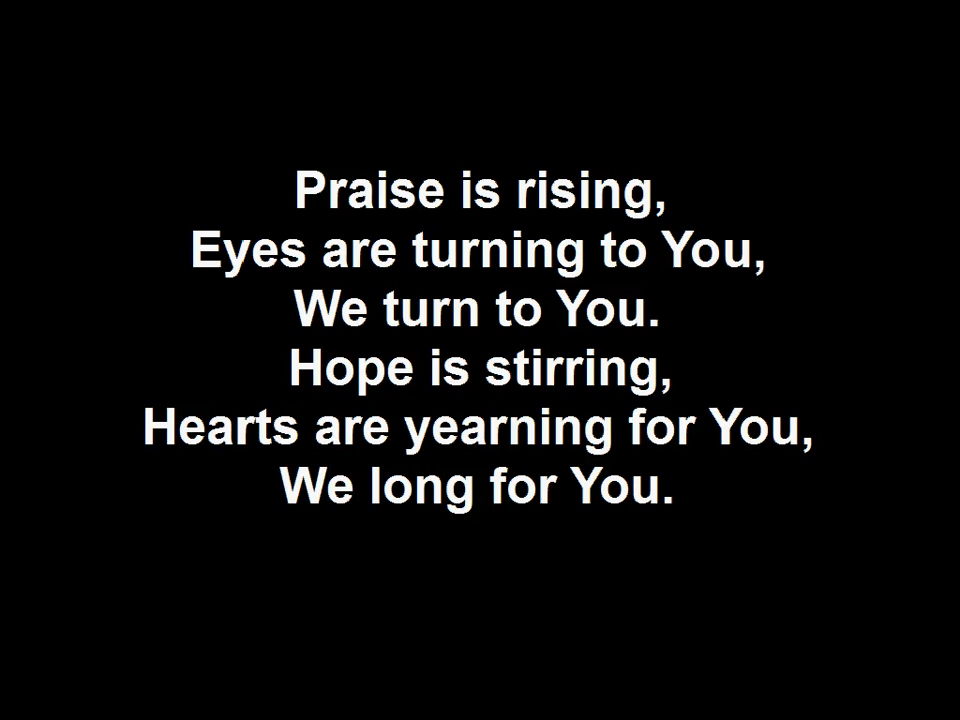 Praise is rising,
Eyes are turning to You,
We turn to You.
Hope is stirring,
Hearts are yearning for You,
We long for You.